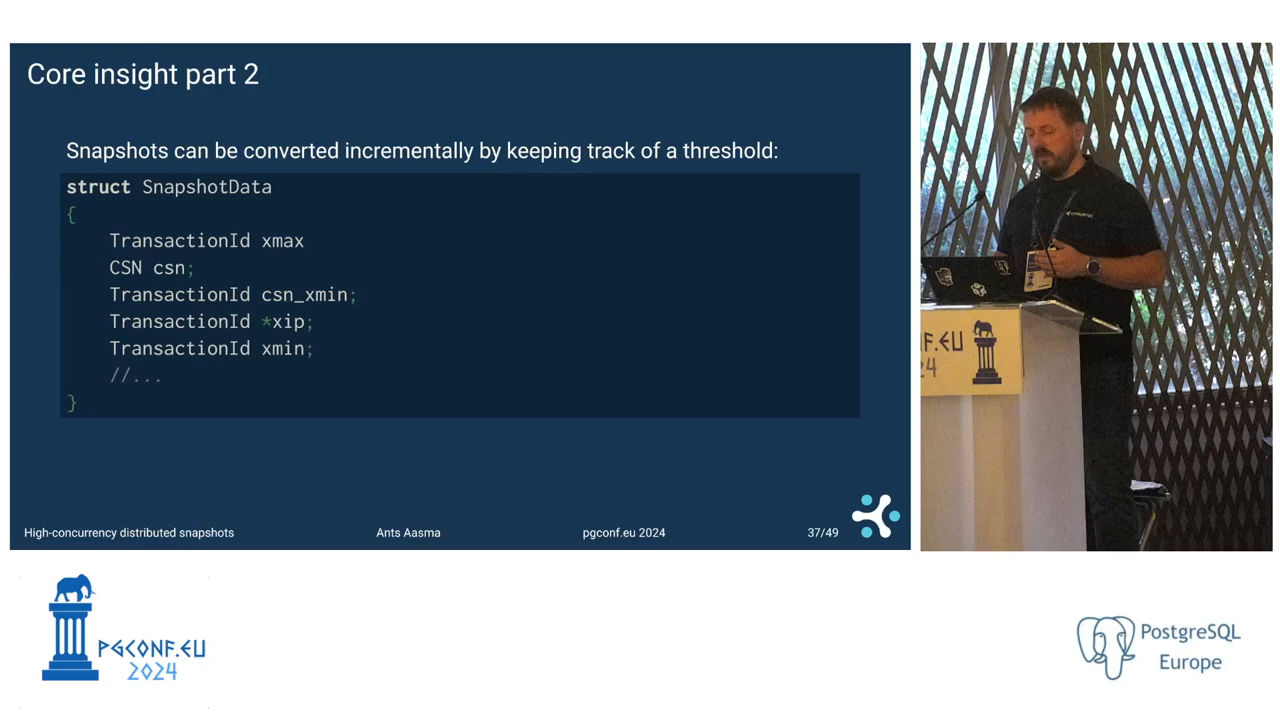 Core insight part 2
Snapshots can be converted incrementally by keeping track of a threshold:
struct SnapshotData
{
TransactionId xmax
CSN csn;
TransactionId csn_xmin;
TransactionId *xip;
TransactionId xmin;
//...
}
High-concurrency distributed snapshots
Ants Aasma
pgconf.eu 2024
37/49
F.EU
24
PGCONF.EU
2024
PostgreSQL
Europe